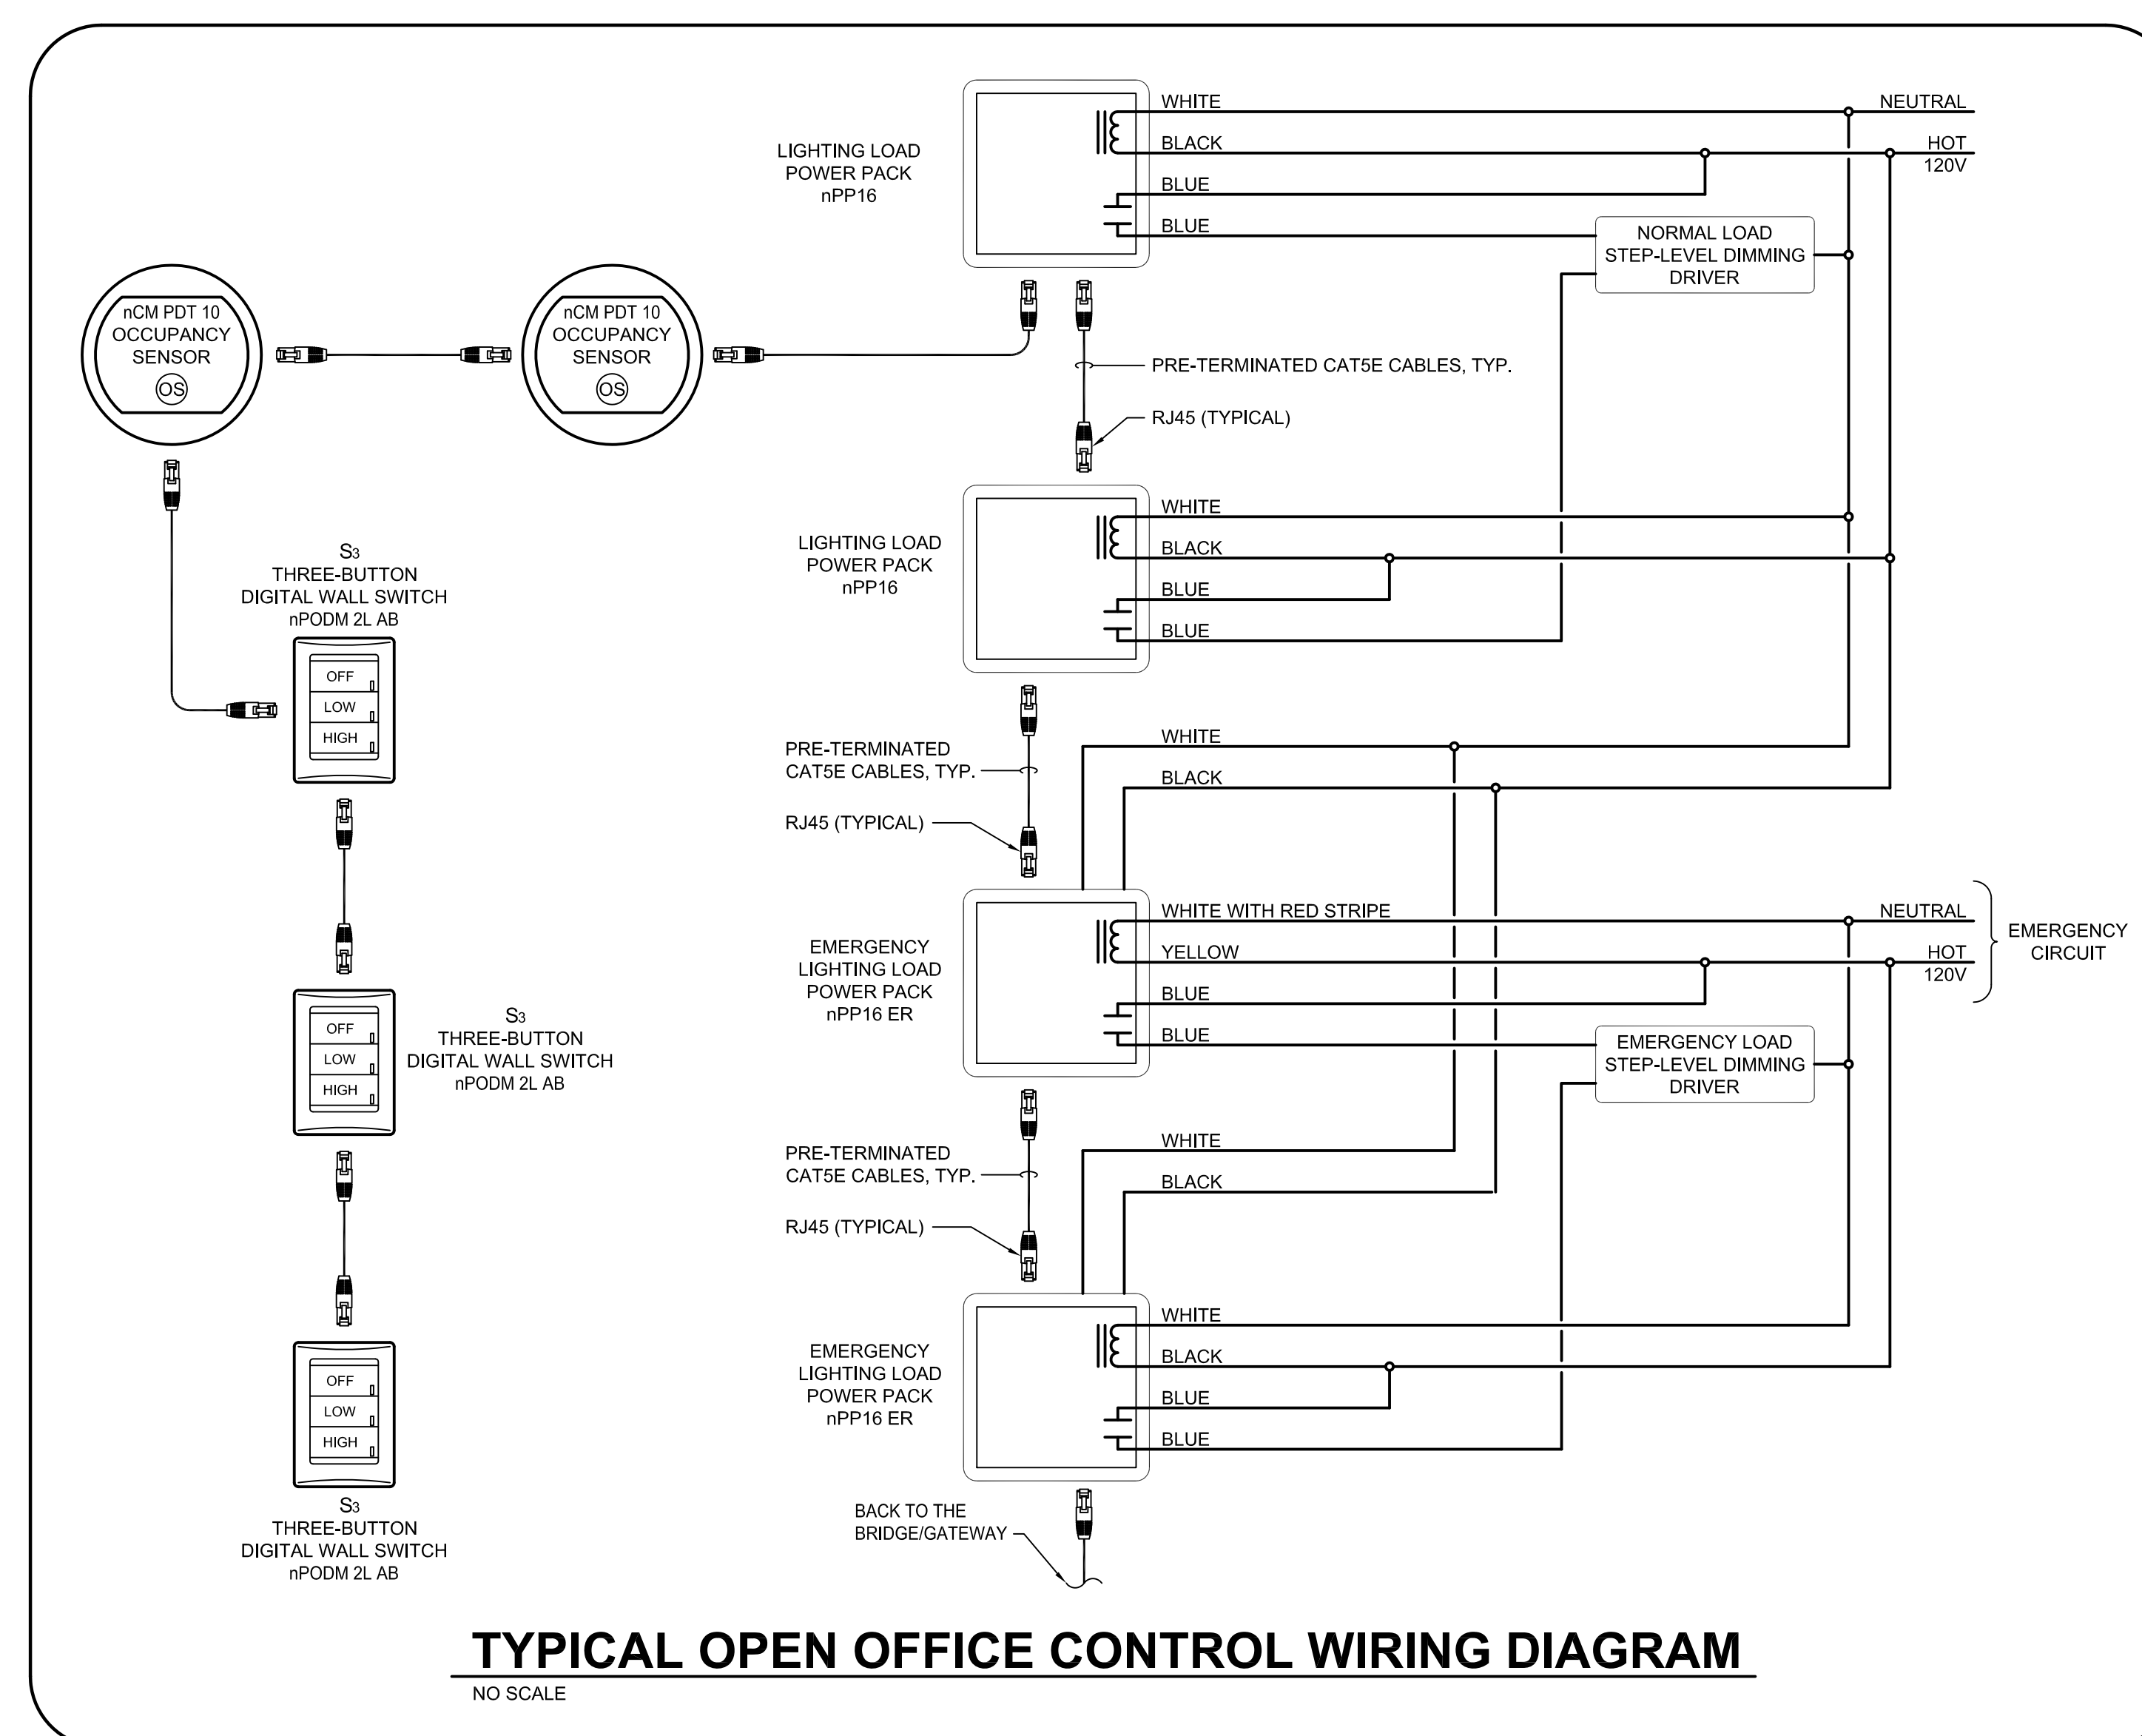 WHITE
NEUTRAL
BLACK
HOT
120V
LIGHTING LOAD
POWER PACK
nPP16
BLUE
BLUE
NORMAL LOAD
STEP-LEVEL DIMMING
DRIVER
nCM PDT 10
OCCUPANCY
SENSOR
OS
nCM PDT 10
OCCUPANCY
SENSOR
OS
PRE-TERMINATED CAT5E CABLES, TYP.
RJ45 (TYPICAL)
LIGHTING LOAD
POWER PACK
nPP16
WHITE
BLACK
BLUE
BLUE
S3
THREE-BUTTON
DIGITAL WALL SWITCH
nPODM 2L AB
OFF
LOW
HIGH
PRE-TERMINATED
CAT5E CABLES, TYP.
RJ45 (TYPICAL)
WHITE
BLACK
EMERGENCY
LIGHTING LOAD
POWER PACK
nPP16 ER
WHITE WITH RED STRIPE
NEUTRAL
YELLOW
HOT
120V
EMERGENCY
CIRCUIT
BLUE
BLUE
EMERGENCY LOAD
STEP-LEVEL DIMMING
DRIVER
OFF
LOW
HIGH
S3
THREE-BUTTON
DIGITAL WALL SWITCH
nPODM 2L AB
PRE-TERMINATED
CAT5E CABLES, TYP.
RJ45 (TYPICAL)
WHITE
BLACK
EMERGENCY
LIGHTING LOAD
POWER PACK
nPP16 ER
WHITE
BLACK
BLUE
BLUE
OFF
LOW
HIGH
S3
THREE-BUTTON
DIGITAL WALL SWITCH
nPODM 2L AB
BACK TO THE
BRIDGE/GATEWAY
TYPICAL OPEN OFFICE CONTROL WIRING DIAGRAM
NO SCALE